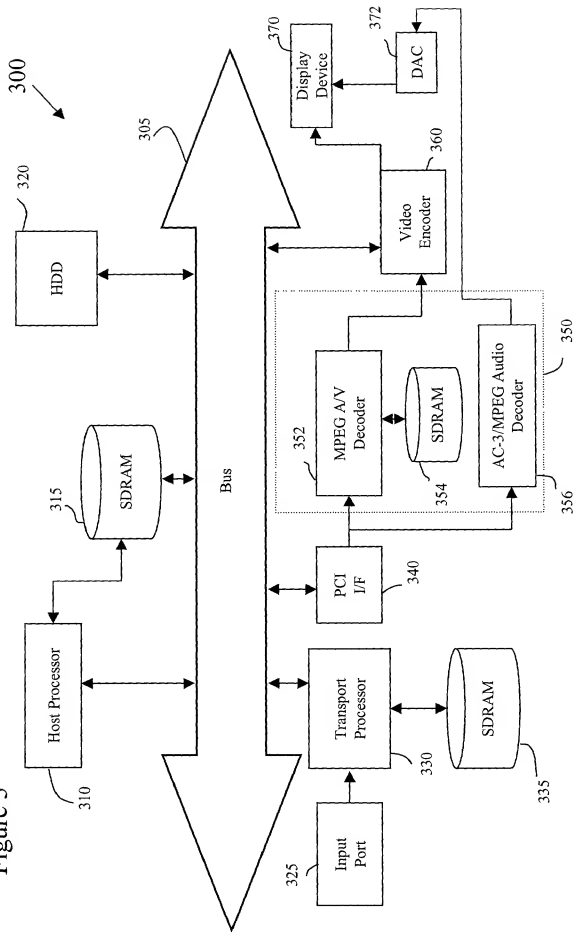 Figure 3
300
320
HDD
315
SDRAM
Host Processor
310
305
Bus
370
Display
Device
372
DAC
360
Video
Encoder
350
352
MPEG A/V
Decoder
SDRAM
354
AC-3/MPEG Audio
Decoder
356
PCI
I/F
340
Transport
Processor
330
SDRAM
335
325
Input
Port